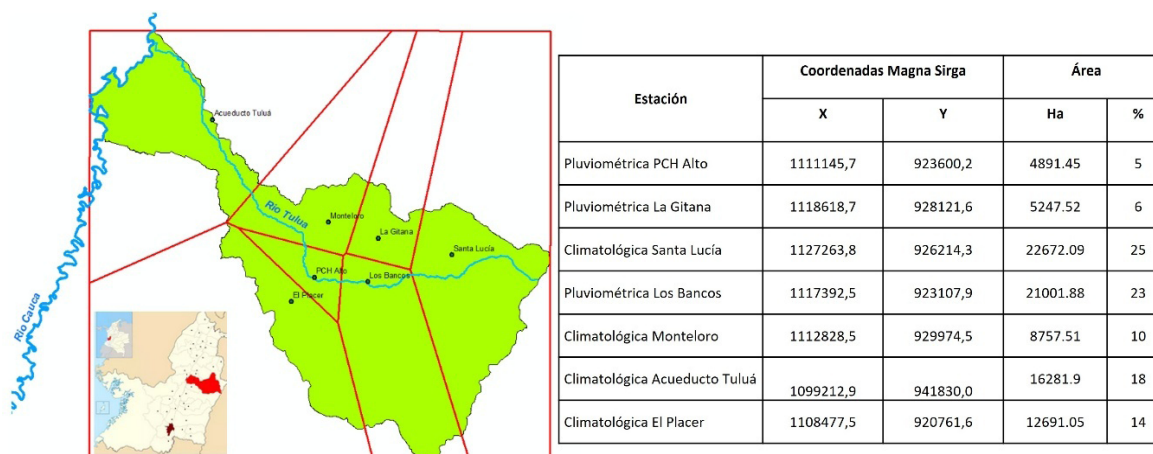 Acueducto Tuluá
Río Tulua
Monteloro
La Gitana
Santa Lucía
PCH Alto
Los Bancos
El Placer
Río Cauca
Estación Coordenadas Magna Sirga Área
X Y Ha %
Pluviométrica PCH Alto 1111145,7 923600,2 4891.45 5
Pluviométrica La Gitana 1118618,7 928121,6 5247.52 6
Climatológica Santa Lucía 1127263,8 926214,3 22672.09 25
Pluviométrica Los Bancos 1117392,5 923107,9 21001.88 23
Climatológica Monteloro 1112828,5 929974,5 8757.51 10
Climatológica Acueducto Tuluá 1099212,9 941830,0 16281.9 18
Climatológica El Placer 1108477,5 920761,6 12691.05 14